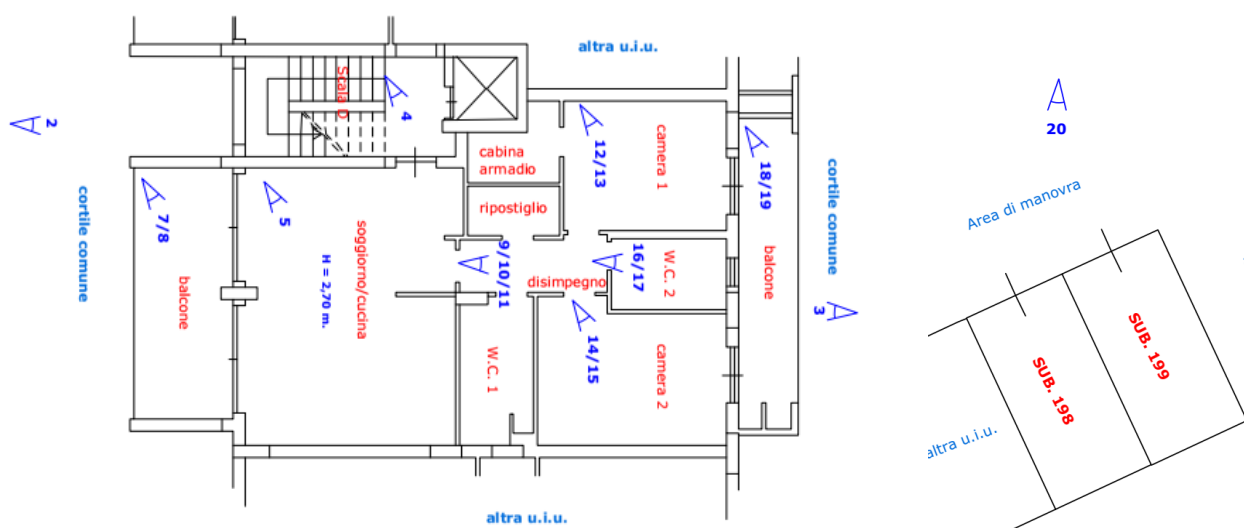 altra u.i.u.
Scala D
4
2
20
cabina
armadio
12/13
camera 1
18/19
cortile comune
cortile comune
7/8
5
ripostiglio
Area di manovra
soggiorno/cucina
H = 2,70 m.
9/10/11
16/17
W.C. 2
balcone
balcone
disimpegno
3
14/15
W.C. 1
camera 2
SUB. 198
SUB. 199
altra u.i.u.
altra u.i.u.